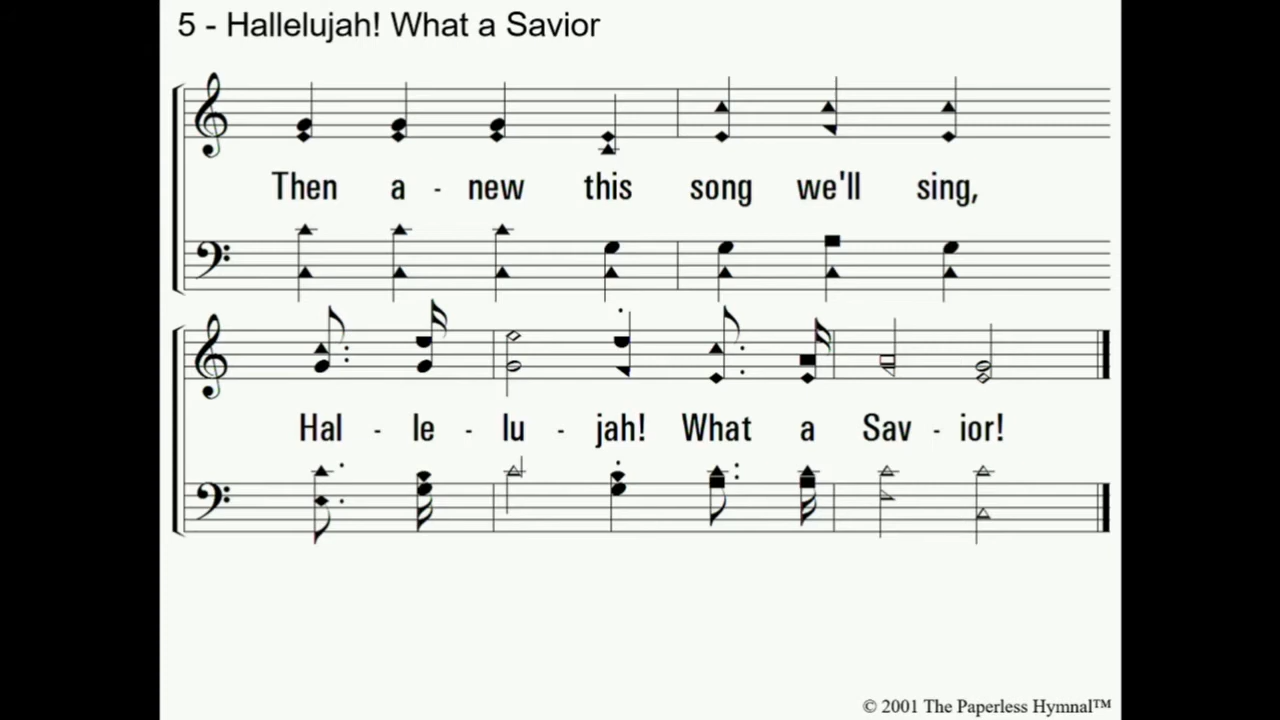 5 - Hallelujah! What a Savior
Then a - new this song we'll sing,
Hal - le - lu - jah! What a Sav - ior!
© 2001 The Paperless Hymnal™